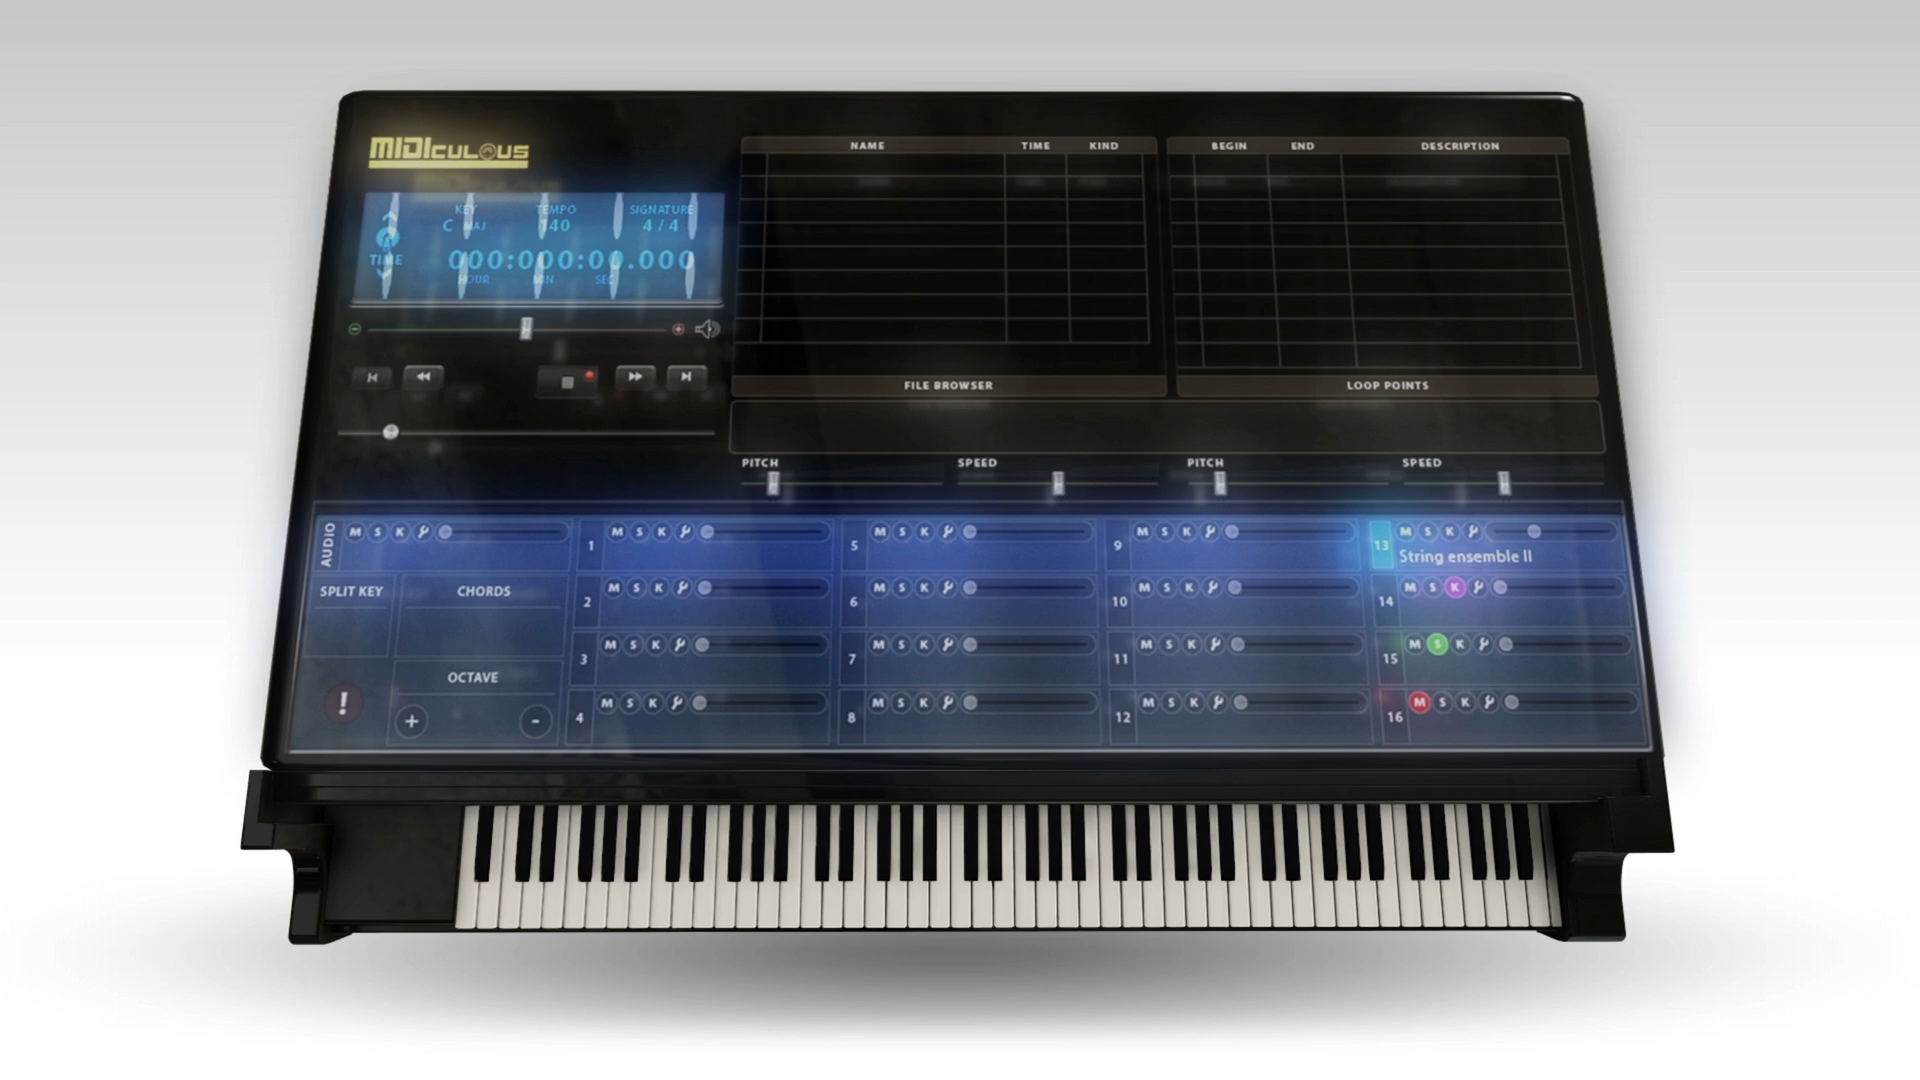 MIDICULOUS
KEY TEMPO SIGNATURE
C MAJ 140 4 / 4
A
TIME 000:000:00.000
HOUR MIN SEC
NAME TIME KIND
FILE BROWSER
BEGIN END DESCRIPTION
LOOP POINTS
PITCH SPEED PITCH SPEED
AUDIO M S K
SPLIT KEY CHORDS
OCTAVE
! + -
1 M S K
2 M S K
3 M S K
4 M S K
5 M S K
6 M S K
7 M S K
8 M S K
9 M S K
10 M S K
11 M S K
12 M S K
13 M S K
String ensemble II
14 M S K
15 M S K
16 M S K